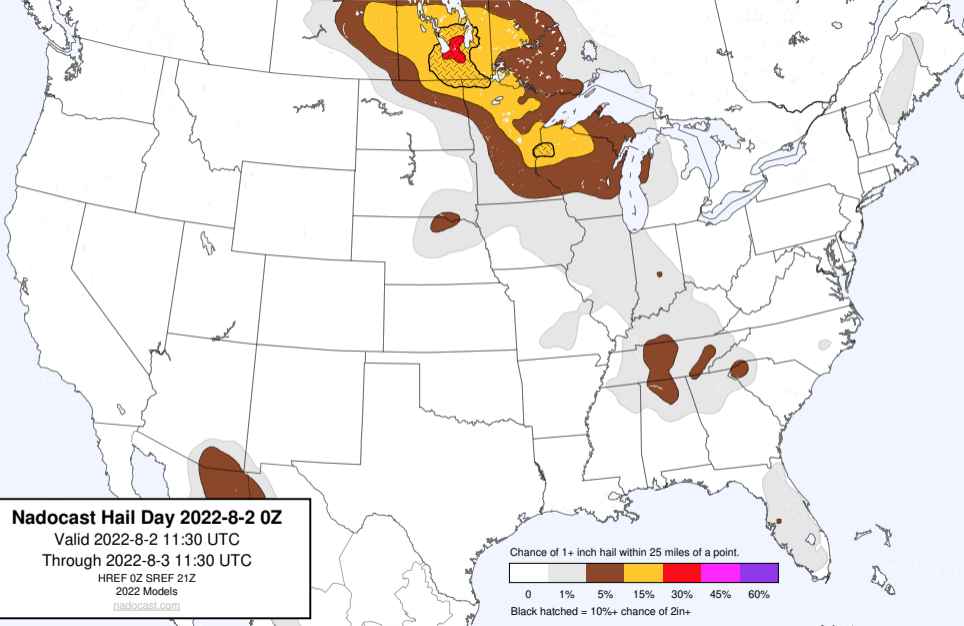 Nadocast Hail Day 2022-8-2 0Z
Valid 2022-8-2 11:30 UTC
Through 2022-8-3 11:30 UTC
HREF 0Z SREF 21Z
2022 Models
nadocast.com
Chance of 1+ inch hail within 25 miles of a point.
0 1% 5% 15% 30% 45% 60%
Black hatched = 10%+ chance of 2in+